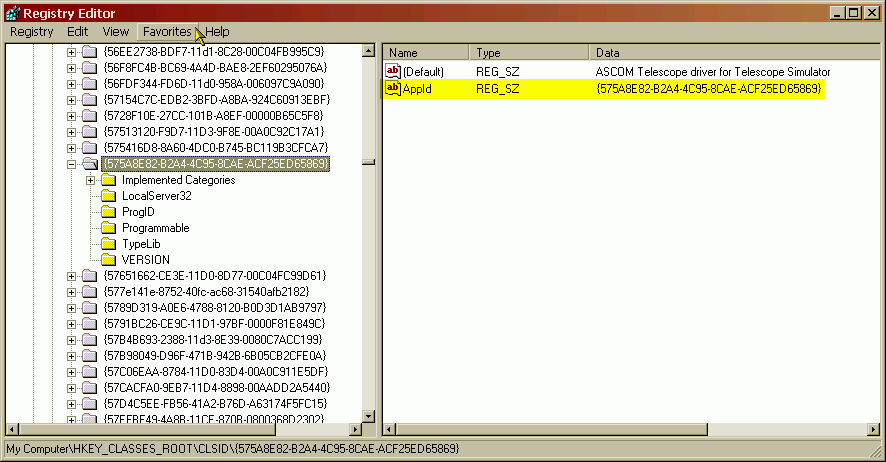 Registry Editor
Registry Edit View Favorites Help
{56EE2738-BDF7-11d1-8C28-00C04FB995C9}
{56F8FC4B-BC69-4A4D-BAE8-2EF60295076A}
{56FDF344-FD6D-11d0-958A-006097C9A090}
{57154C7C-EDB2-3BFD-A8BA-924C60913EBF}
{5728F10E-27CC-101B-A8EF-00000B65C5F8}
{57513120-F9D7-11D3-9F8E-00A0C92C17A1}
{575416D8-8A60-4DC0-B745-BC119B3CFCA7}
{575A8E82-B2A4-4C95-8CAE-ACF25ED65869}
Implemented Categories
LocalServer32
ProgID
Programmable
TypeLib
VERSION
{57651662-CE3E-11D0-8D77-00C04FC99D61}
{577e141e-8752-40fc-ac68-31540afb2182}
{5789D319-A0E6-4788-8120-B0D3D1AB9797}
{5791BC26-CE9C-11D1-97BF-0000F81E849C}
{57B4B693-2388-11d3-8E39-0080C7ACC199}
{57B98049-D96F-471B-942B-6B05CB2CFE0A}
{57C06EAA-8784-11D0-83D4-00A0C911E5DF}
{57CACFA0-9EB7-11D4-8898-00AADD2A5440}
{57D4C5EE-FB56-41A2-B76D-A63174F5FC15}
{57EFBF49-4A8B-11CE-870B-0800368D2302}
Name Type Data
(Default) REG_SZ ASCOM Telescope driver for Telescope Simulator
AppId REG_SZ {575A8E82-B2A4-4C95-8CAE-ACF25ED65869}
My Computer\HKEY_CLASSES_ROOT\CLSID\{575A8E82-B2A4-4C95-8CAE-ACF25ED65869}